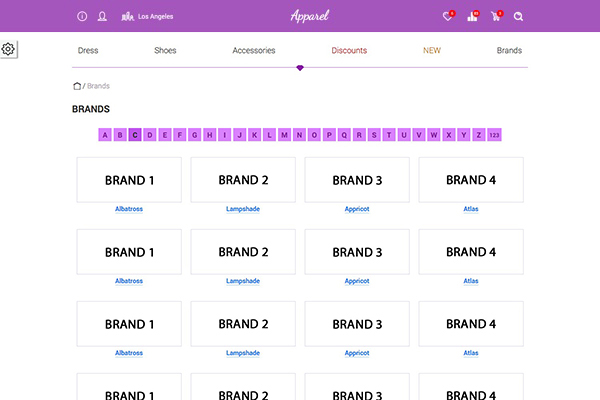 Los Angeles Apparel
Dress Shoes Accessories Discounts NEW Brands
/ Brands
BRANDS
A B C D E F G H I J K L M N O P Q R S T U V W X Y Z 123
BRAND 1 BRAND 2 BRAND 3 BRAND 4
Albatross Lampshade Appricot Atlas
BRAND 1 BRAND 2 BRAND 3 BRAND 4
Albatross Lampshade Appricot Atlas
BRAND 1 BRAND 2 BRAND 3 BRAND 4
Albatross Lampshade Appricot Atlas
BRAND 1 BRAND 2 BRAND 3 BRAND 4